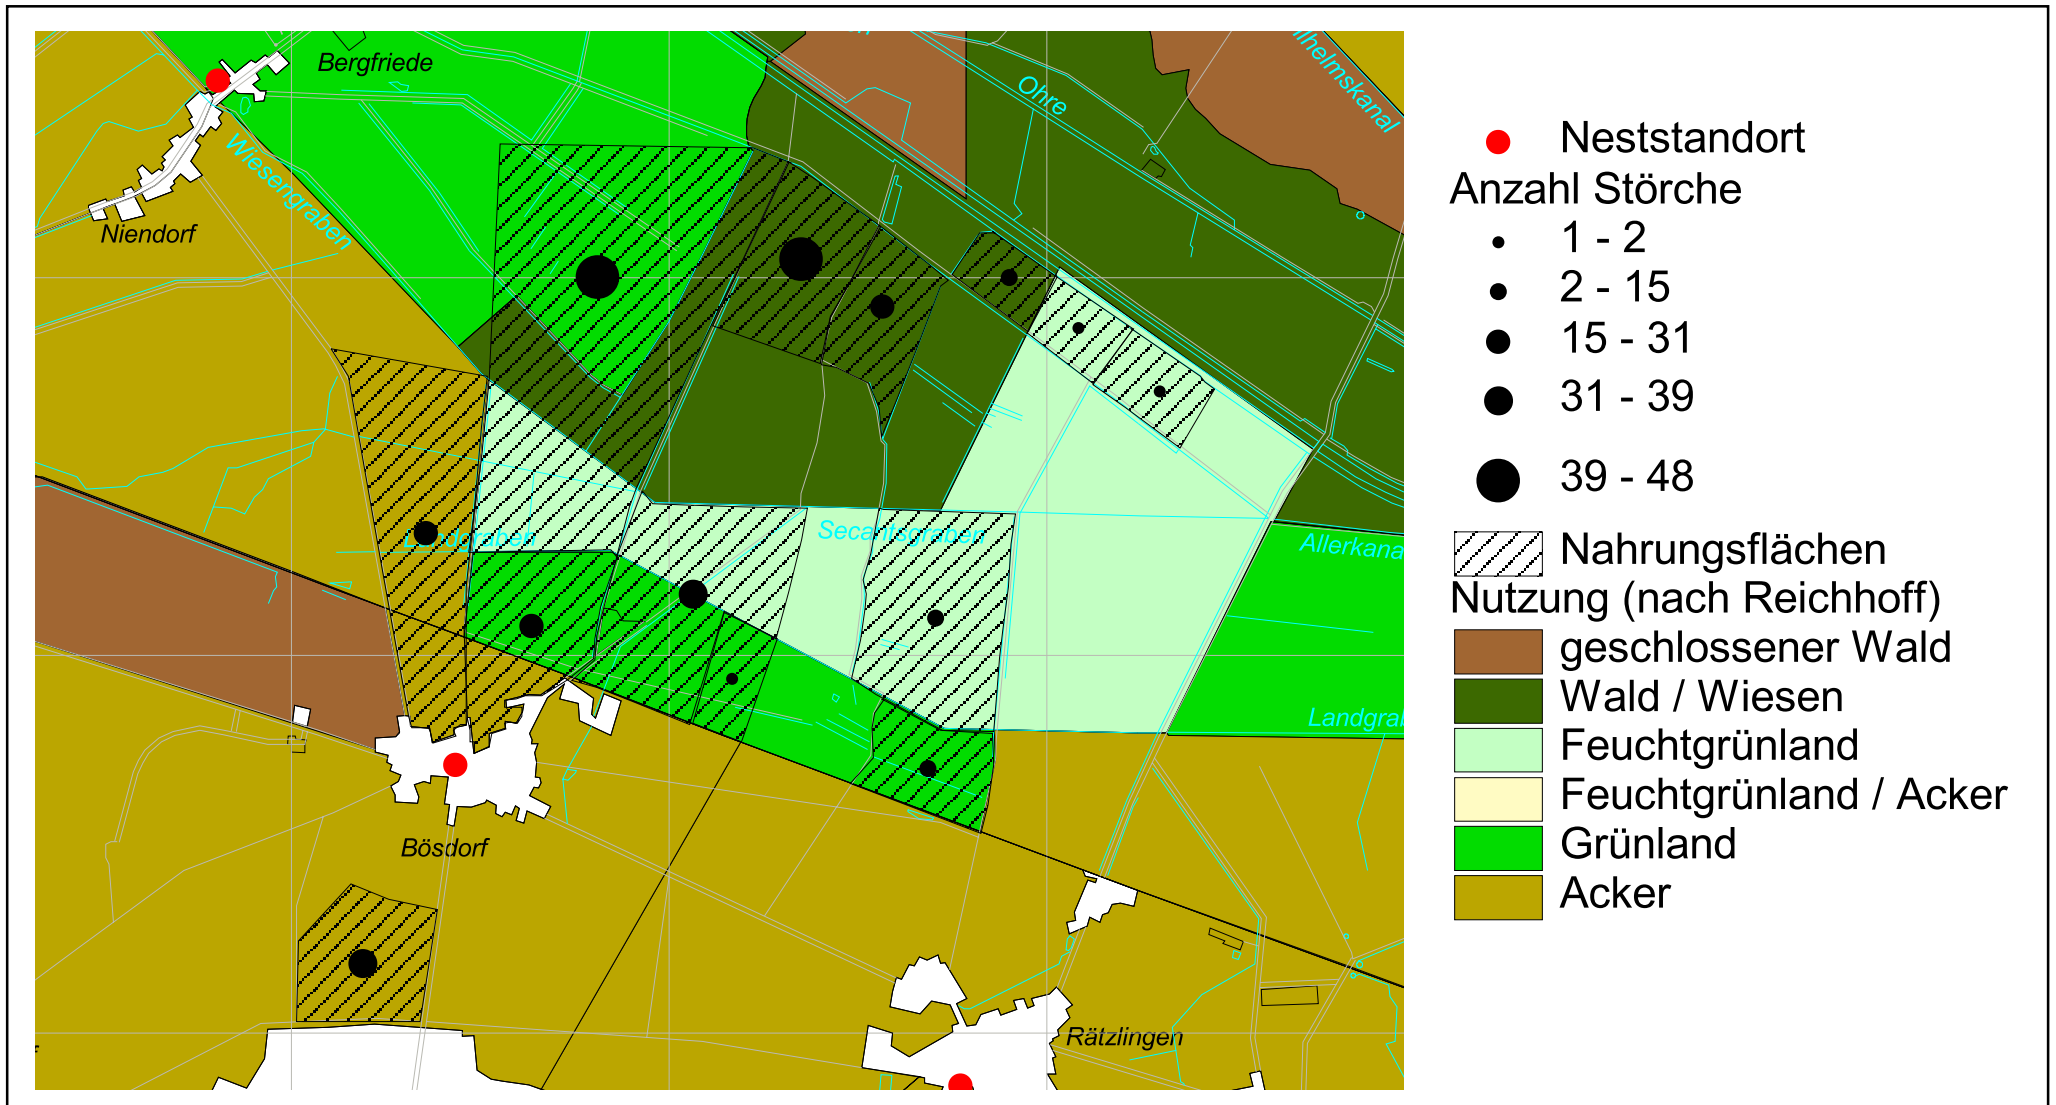 Bergfriede
Ohre
Wiesengraben
Niendorf
Secantsgraben
Landgraben
Allerkana
Landgra
Bösdorf
Rätzlingen
Neststandort
Anzahl Störche
1 - 2
2 - 15
15 - 31
31 - 39
39 - 48
Nahrungsflächen
Nutzung (nach Reichhoff)
geschlossener Wald
Wald / Wiesen
Feuchtgrünland
Feuchtgrünland / Acker
Grünland
Acker